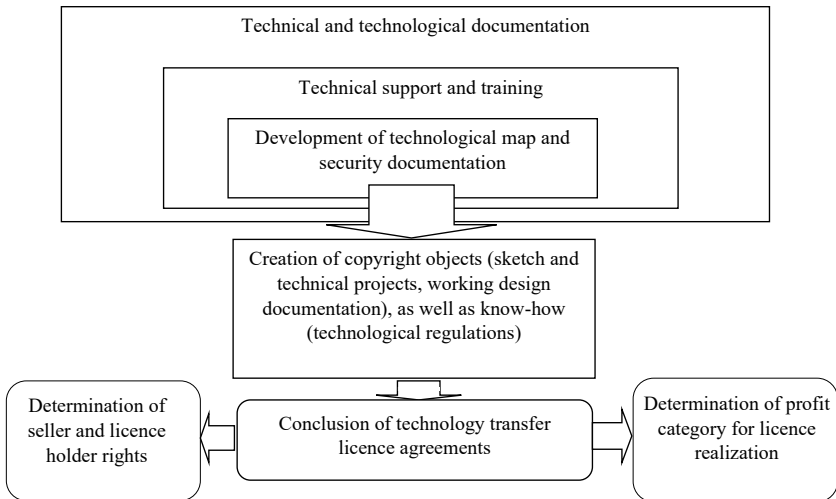 Technical and technological documentation
Technical support and training
Development of technological map and
security documentation
Creation of copyright objects (sketch and
technical projects, working design
documentation), as well as know-how
(technological regulations)
Determination of
seller and licence
holder rights
Conclusion of technology transfer
licence agreements
Determination of profit
category for licence
realization